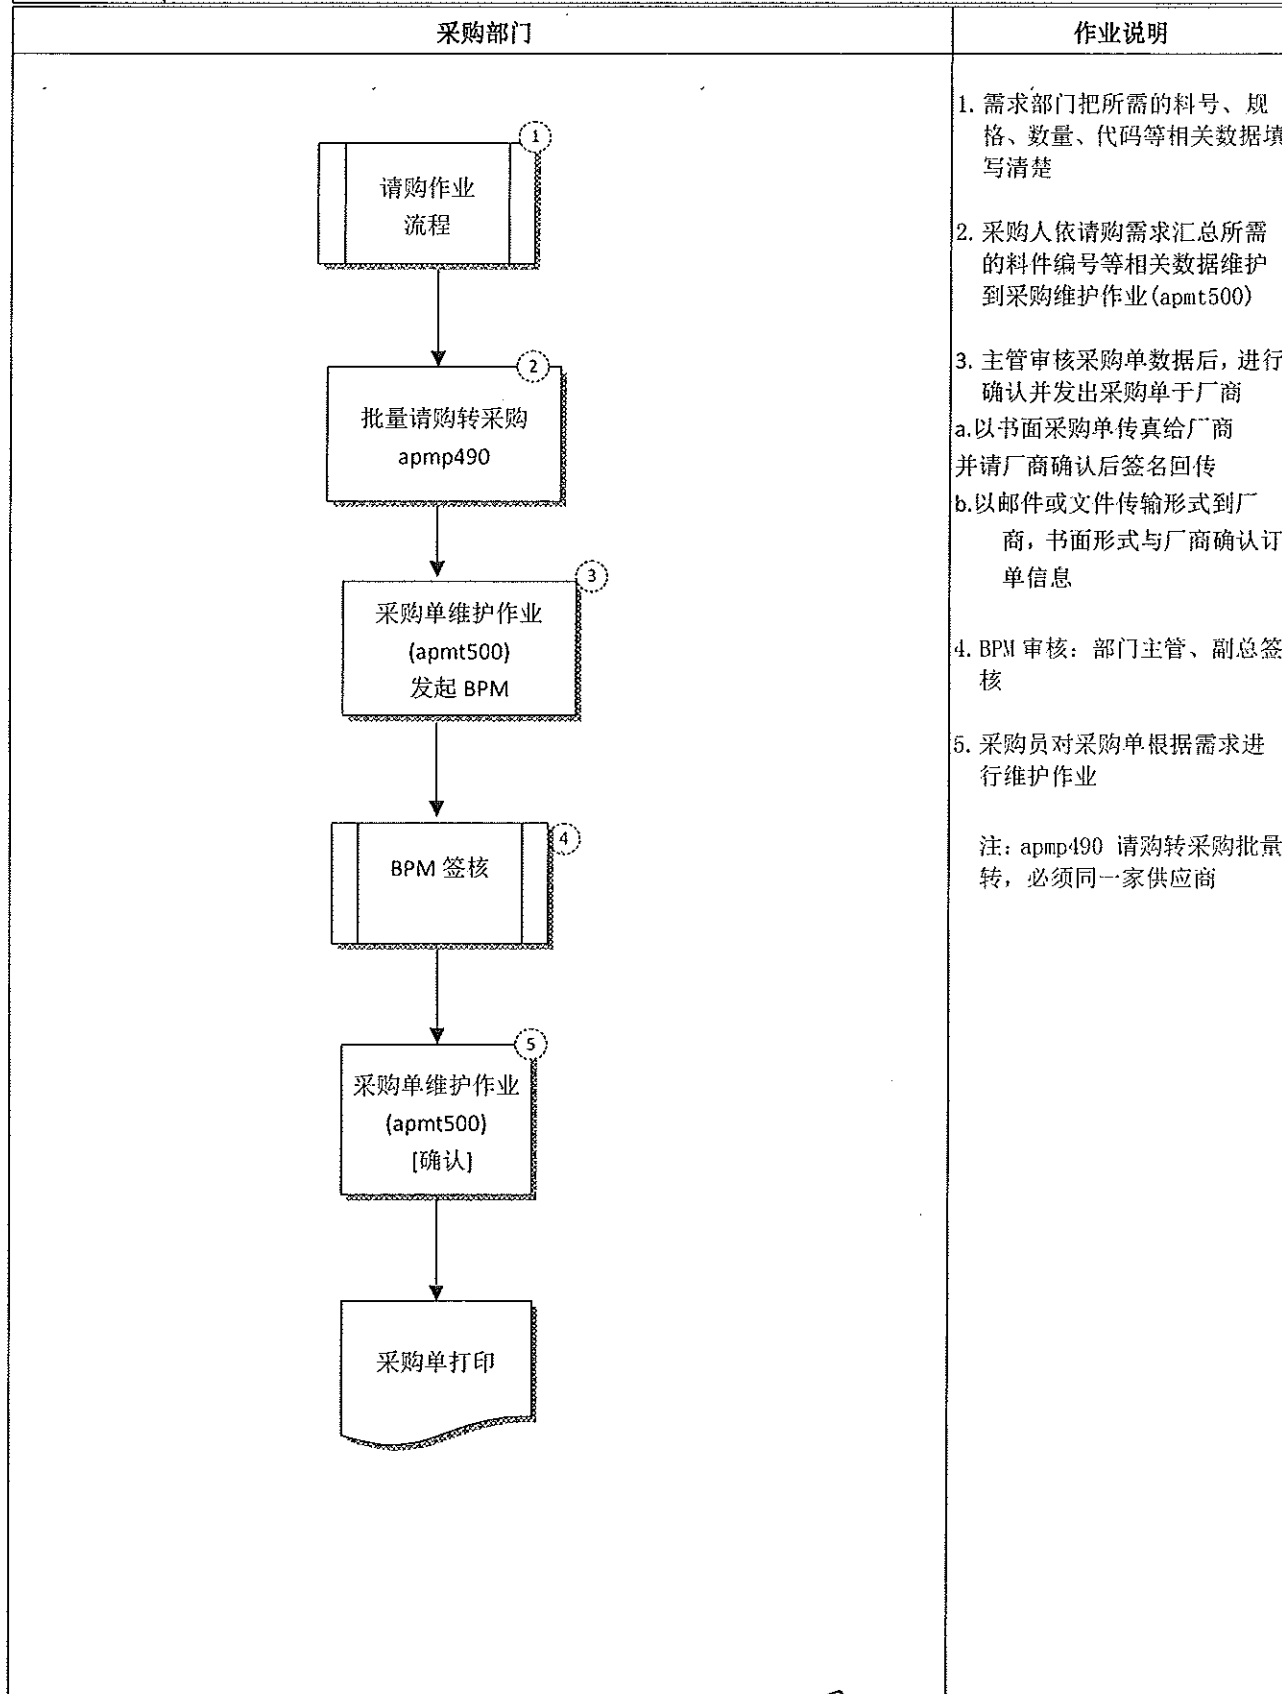 采购部门
作业说明
①
请购作业
流程
②
批量请购转采购
apmp490
③
采购单维护作业
(apmt500)
发起 BPM
④
BPM 签核
⑤
采购单维护作业
(apmt500)
[确认]
采购单打印
1. 需求部门把所需的料号、规
格、数量、代码等相关数据填
写清楚
2. 采购人依请购需求汇总所需
的料件编号等相关数据维护
到采购维护作业(apmt500)
3. 主管审核采购单数据后，进行
确认并发出采购单于厂商
a.以书面采购单传真给厂商
并请厂商确认后签名回传
b.以邮件或文件传输形式到厂
商，书面形式与厂商确认订
单信息
4. BPM 审核：部门主管、副总签
核
5. 采购员对采购单根据需求进
行维护作业
注: apmp490 请购转采购批量
转，必须同一家供应商